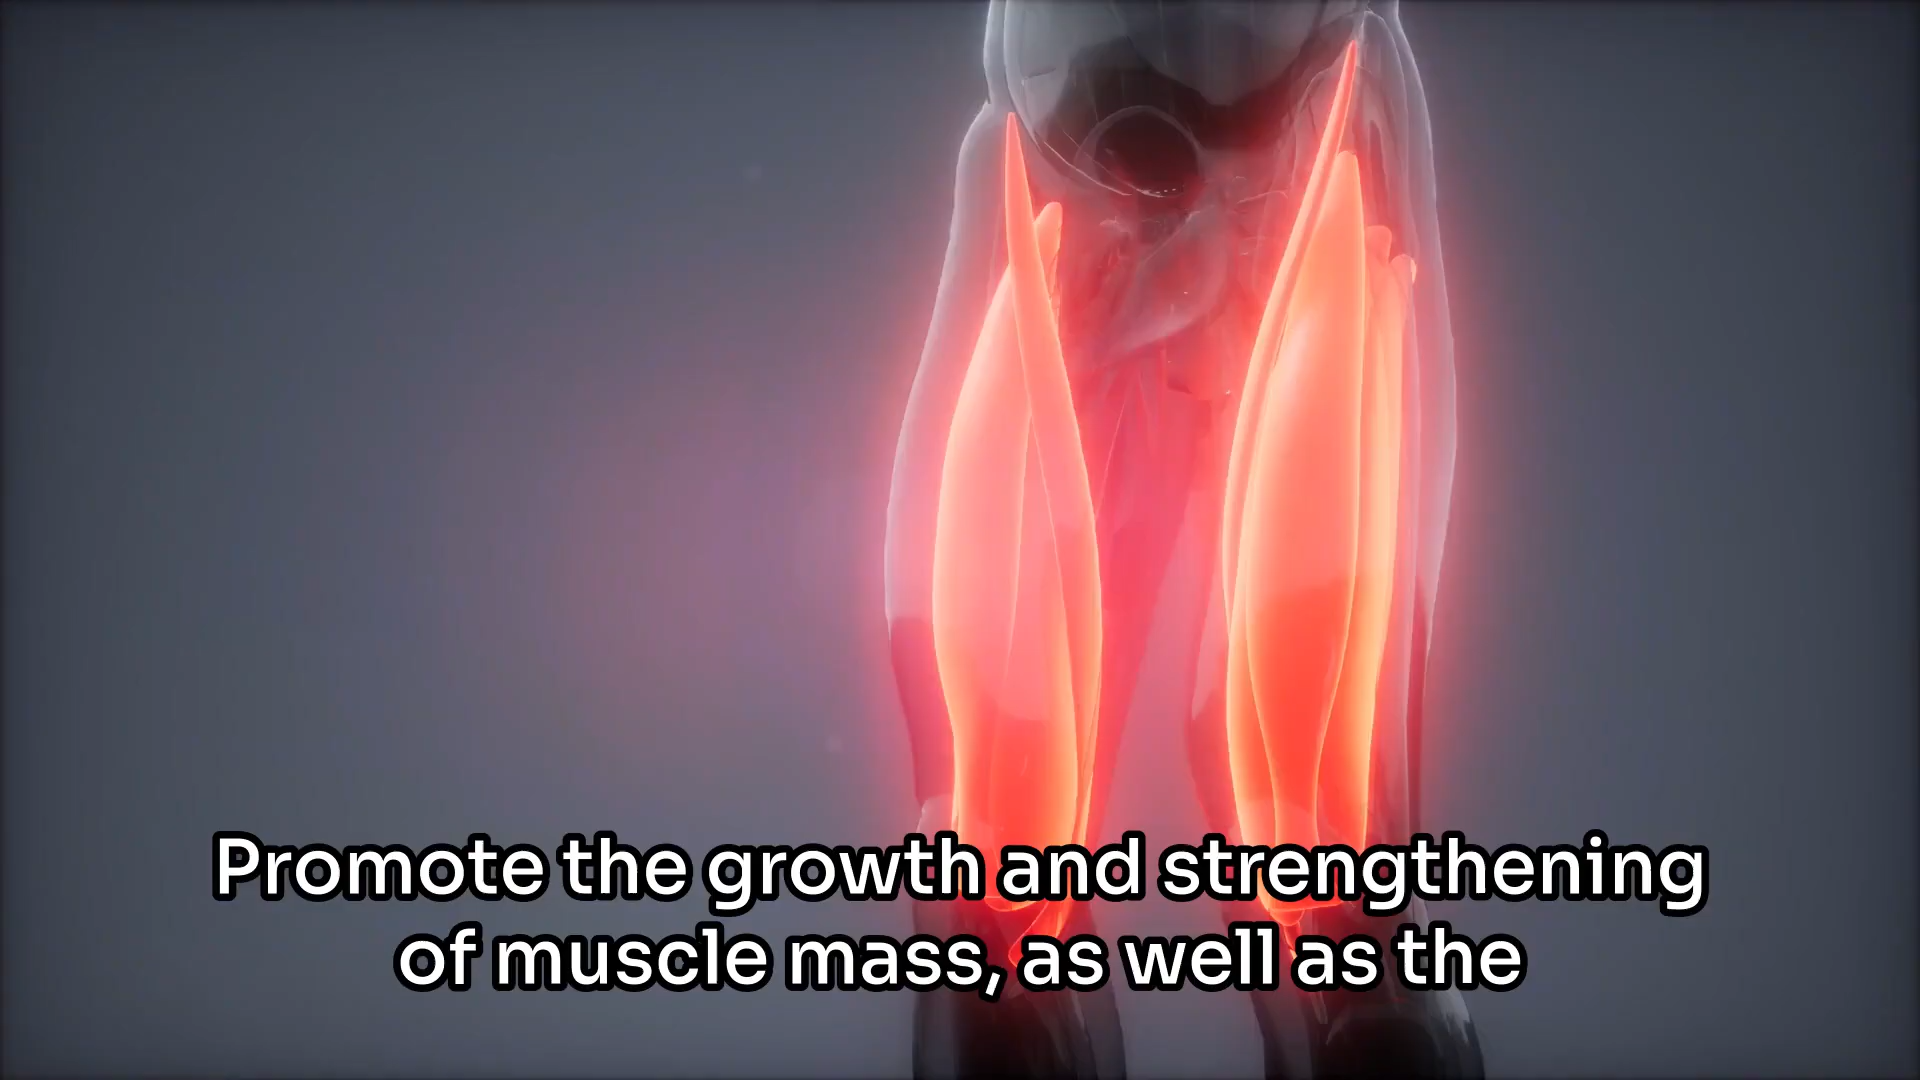 Promote the growth and strengthening
of muscle mass, as well as the